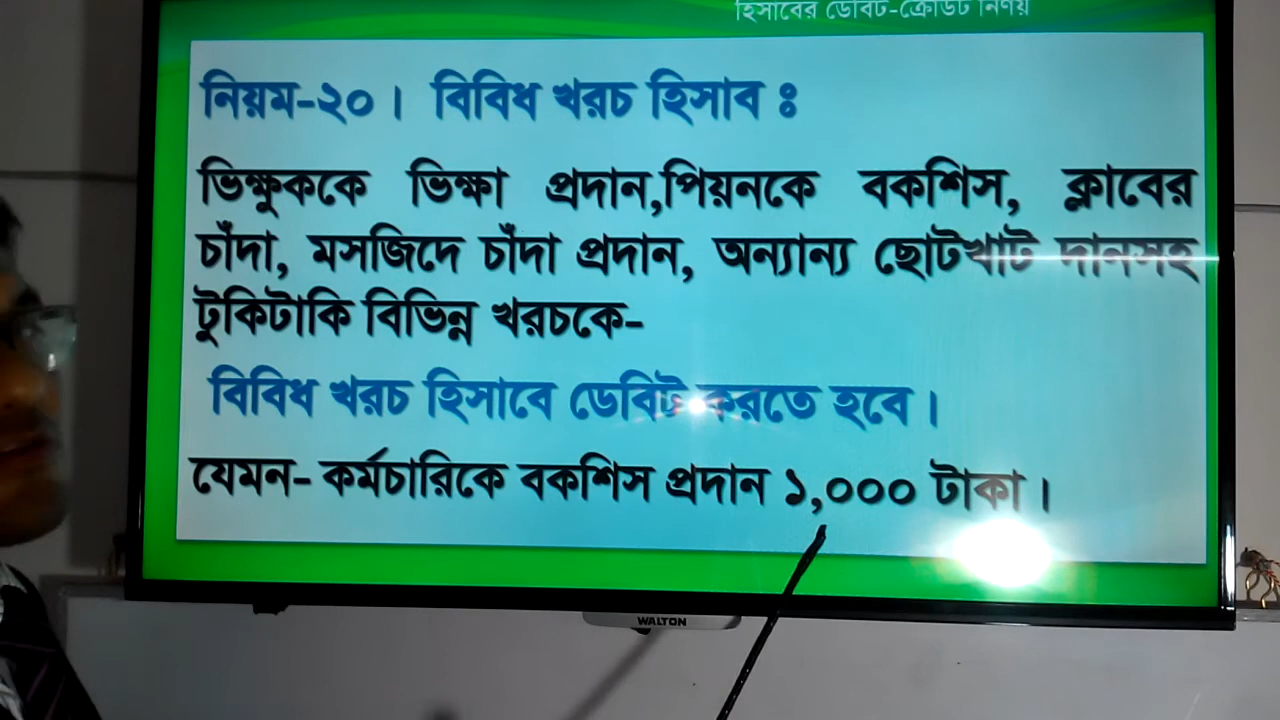 হিসাবের ডেবিট-ক্রেডিট নির্ণয়
নিয়ম-২০। বিবিধ খরচ হিসাব ঃ
ভিক্ষুককে ভিক্ষা প্রদান,পিয়নকে বকশিস, ক্লাবের
চাঁদা, মসজিদে চাঁদা প্রদান, অন্যান্য ছোটখাট দানসহ
টুকিটাকি বিভিন্ন খরচকে-
বিবিধ খরচ হিসাবে ডেবিট করতে হবে।
যেমন- কর্মচারিকে বকশিস প্রদান ১,০০০ টাকা।
WALTON